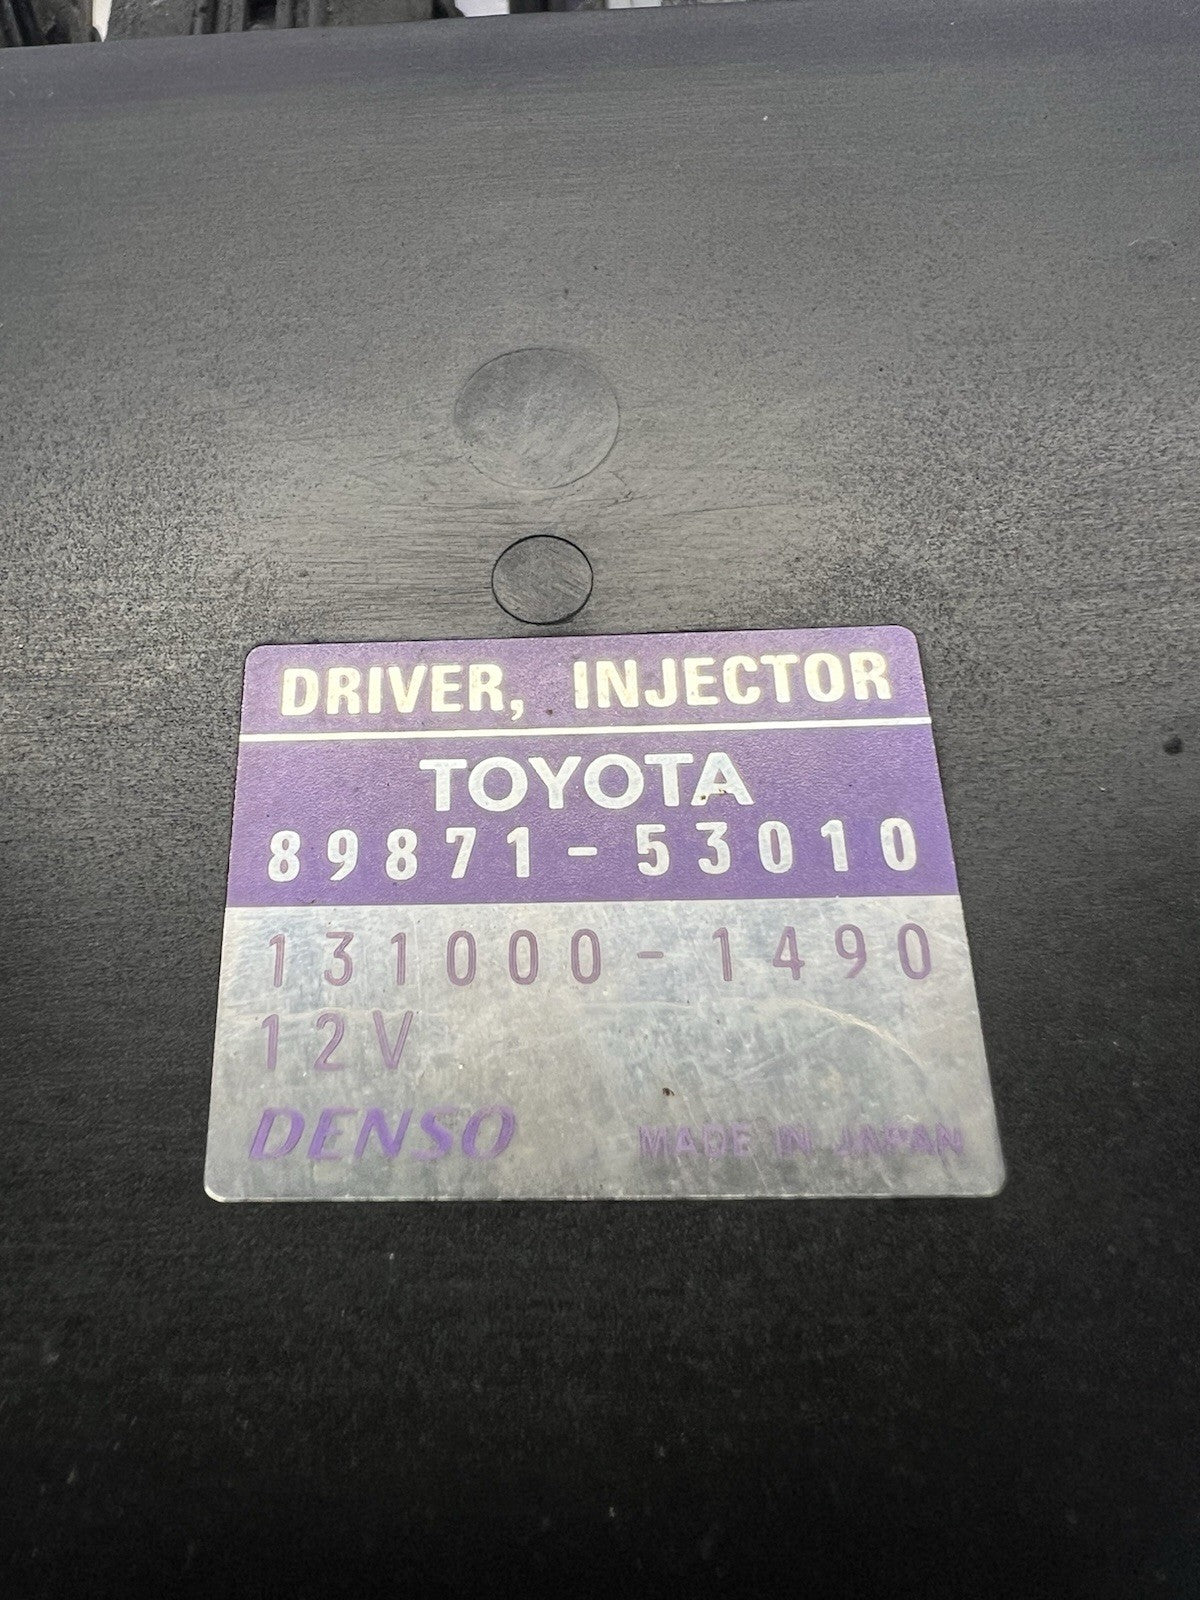 DRIVER, INJECTOR
TOYOTA
89871-53010
131000-1490
12V
DENSO MADE IN JAPAN